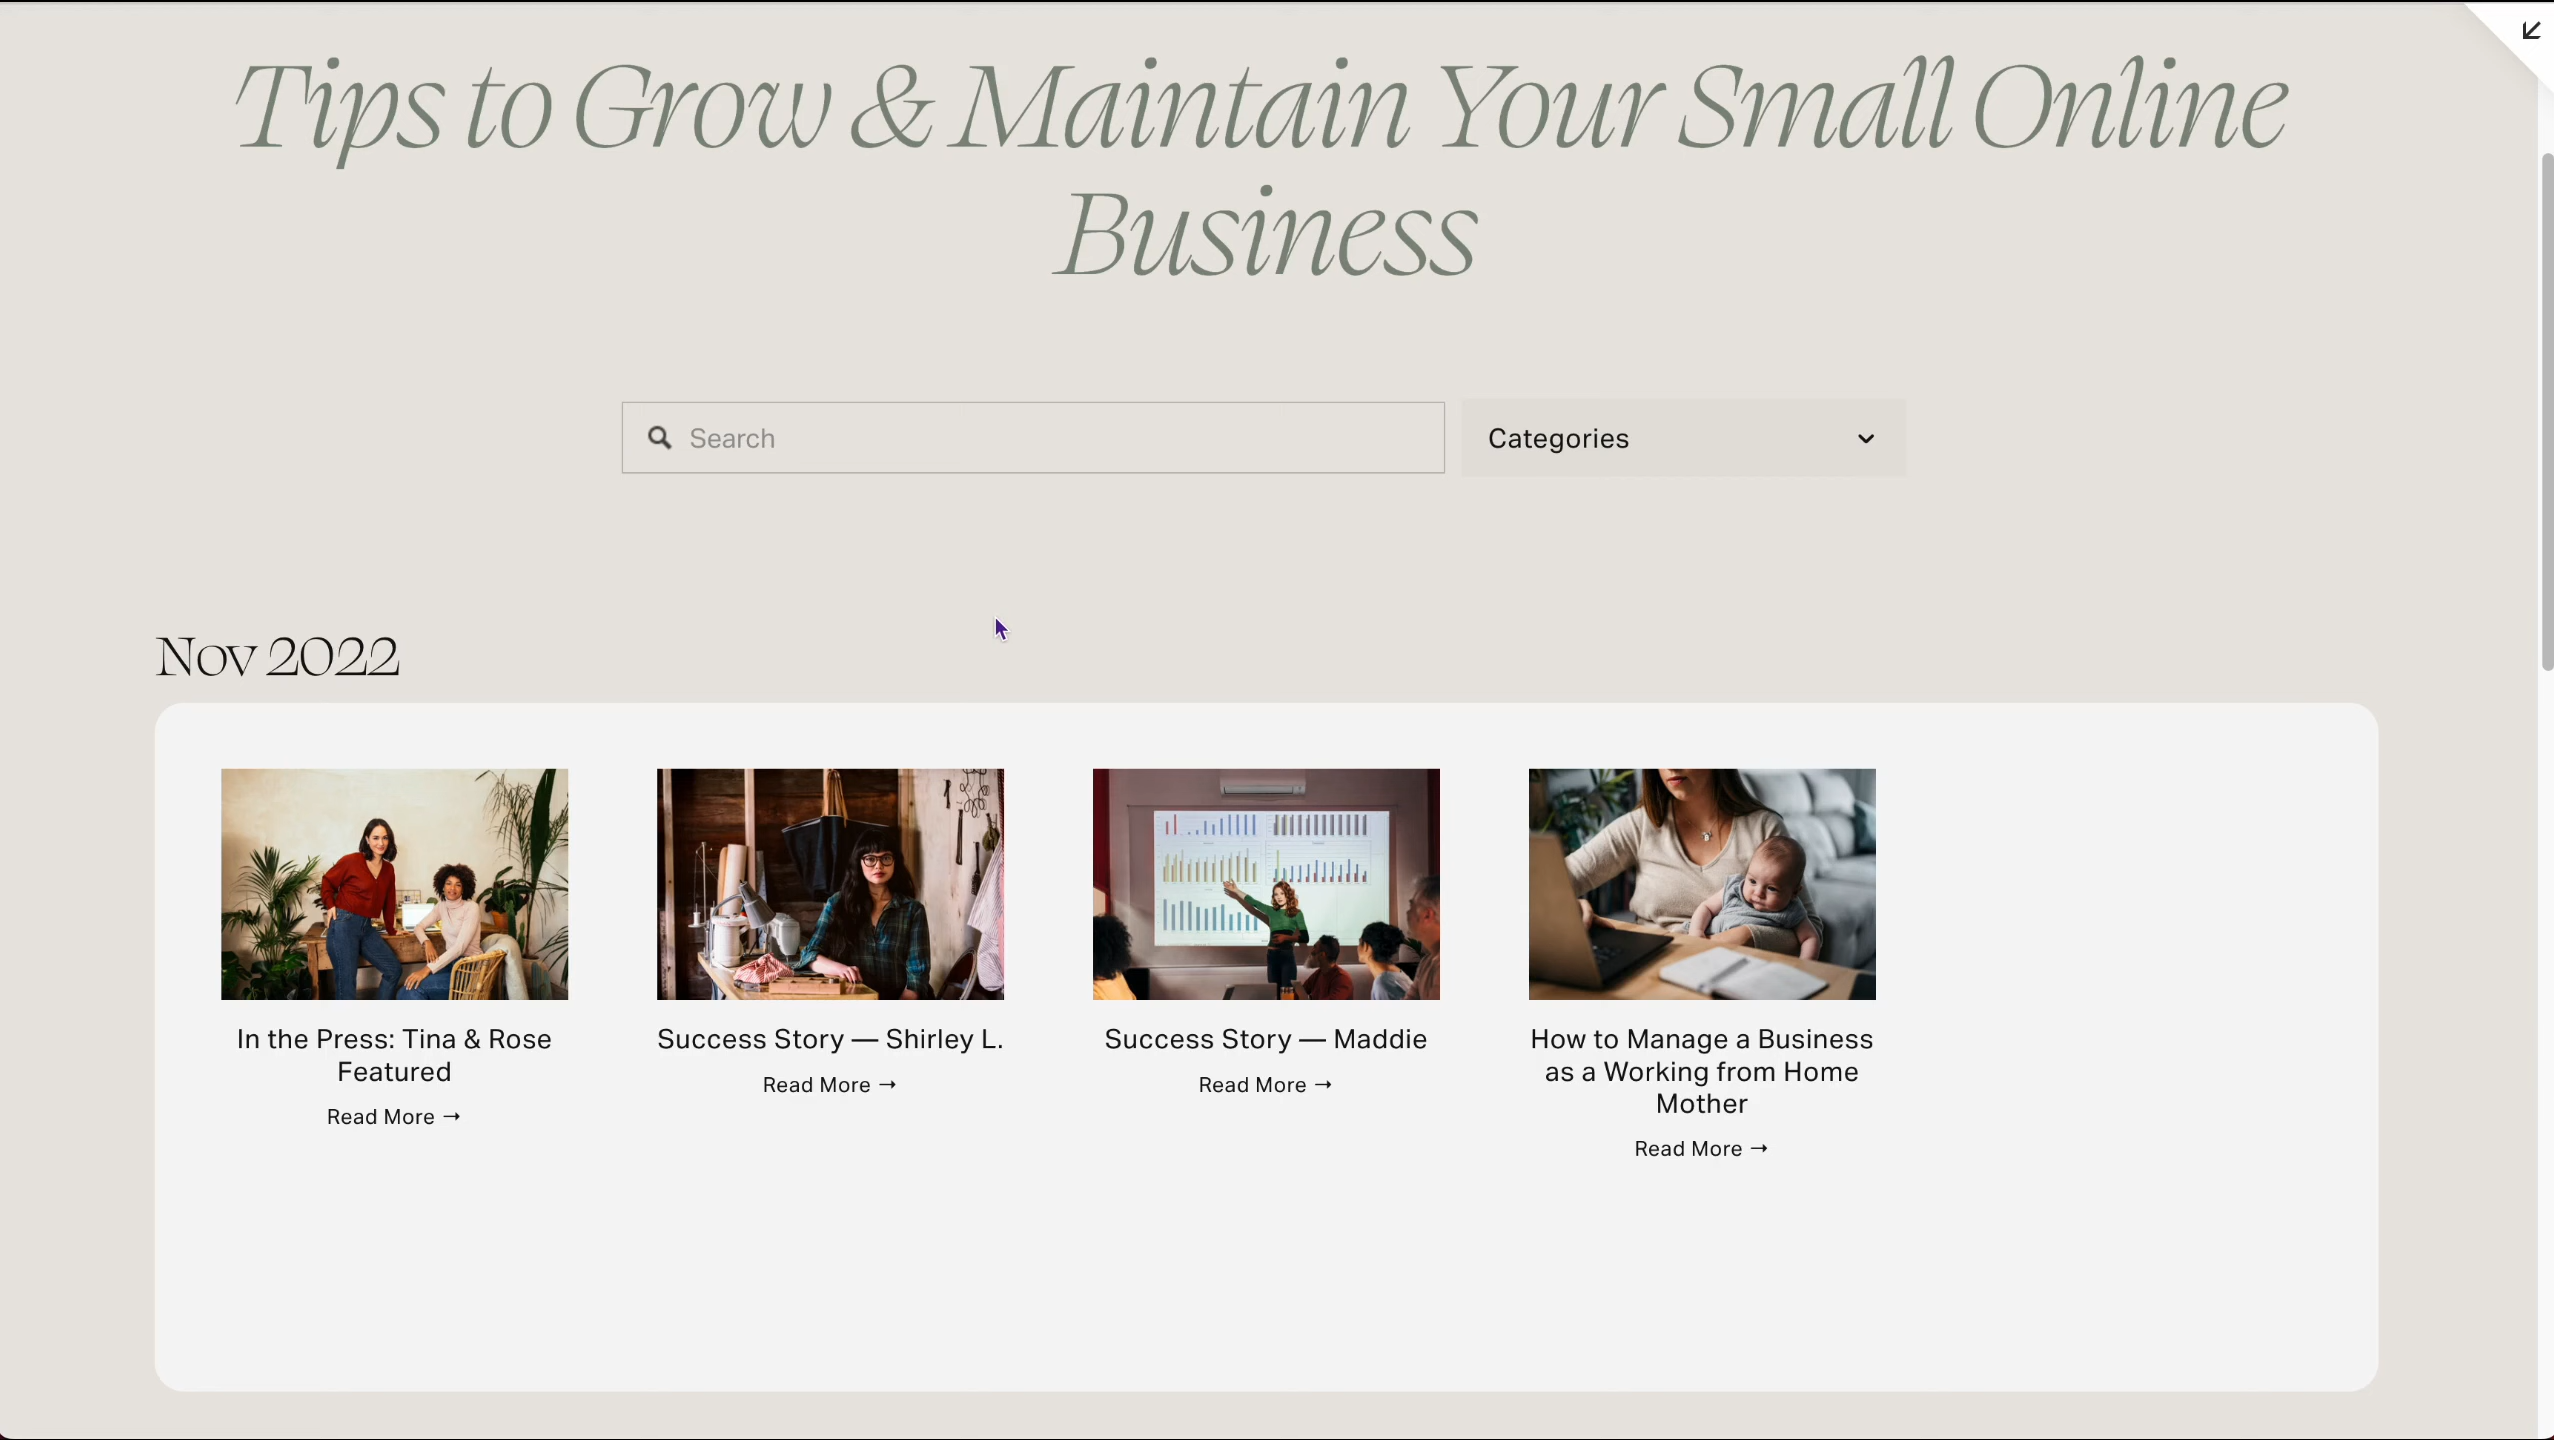 Tips to Grow & Maintain Your Small Online
Business
Search
Categories
Nov 2022
In the Press: Tina & Rose
Featured
Read More →
Success Story — Shirley L.
Read More →
Success Story — Maddie
Read More →
How to Manage a Business
as a Working from Home
Mother
Read More →